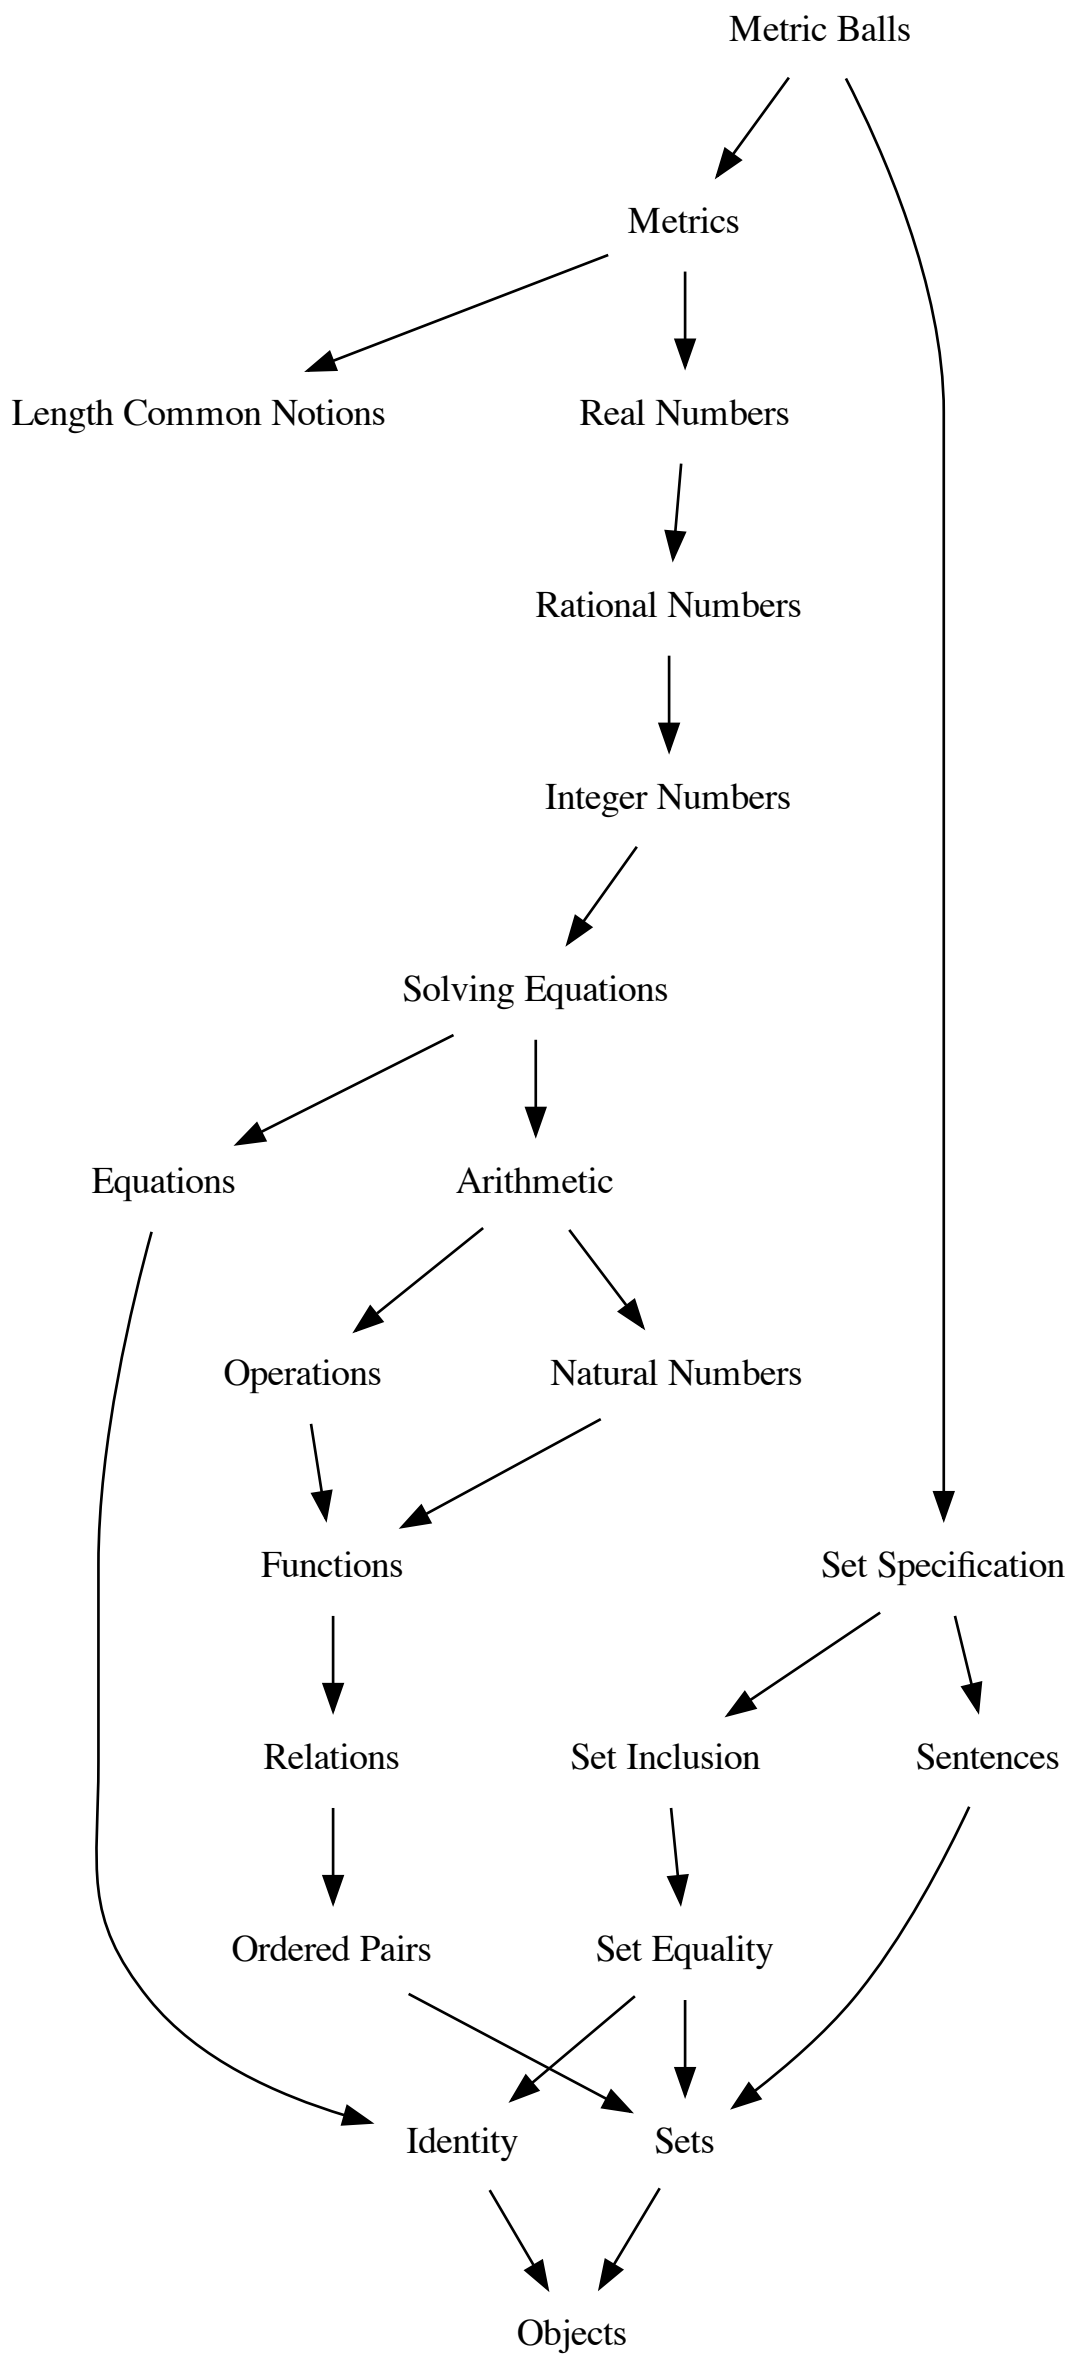 Metric Balls
Metrics
Length Common Notions
Real Numbers
Rational Numbers
Integer Numbers
Solving Equations
Equations
Arithmetic
Operations
Natural Numbers
Functions
Set Specification
Relations
Set Inclusion
Sentences
Ordered Pairs
Set Equality
Identity
Sets
Objects